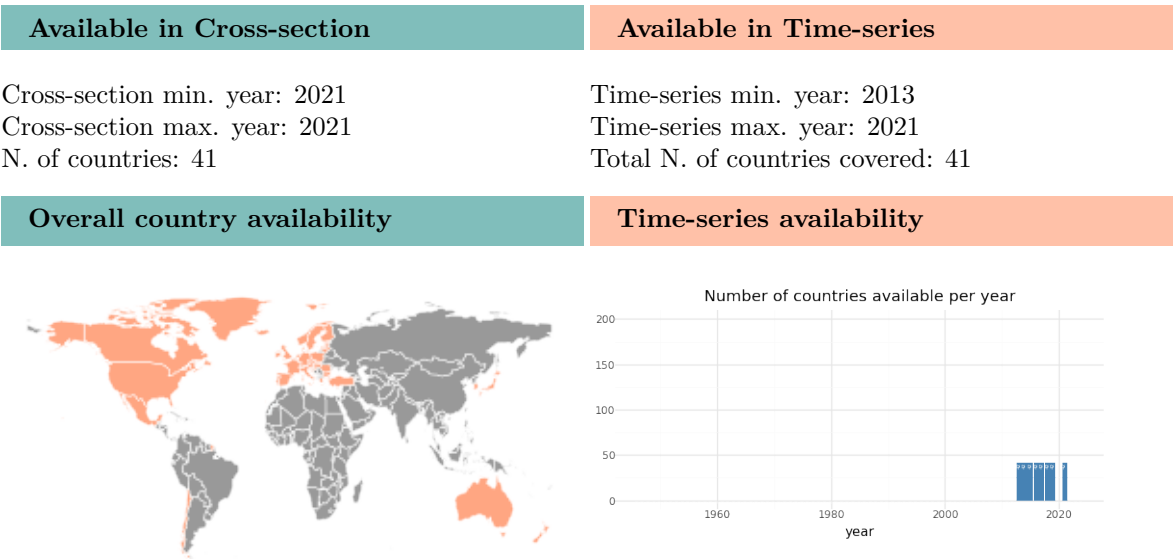 Available in Cross-section
Available in Time-series
Cross-section min. year: 2021
Cross-section max. year: 2021
N. of countries: 41
Time-series min. year: 2013
Time-series max. year: 2021
Total N. of countries covered: 41
Overall country availability
Time-series availability
Number of countries available per year
200
150
100
50
0
1960
1980
2000
2020
year